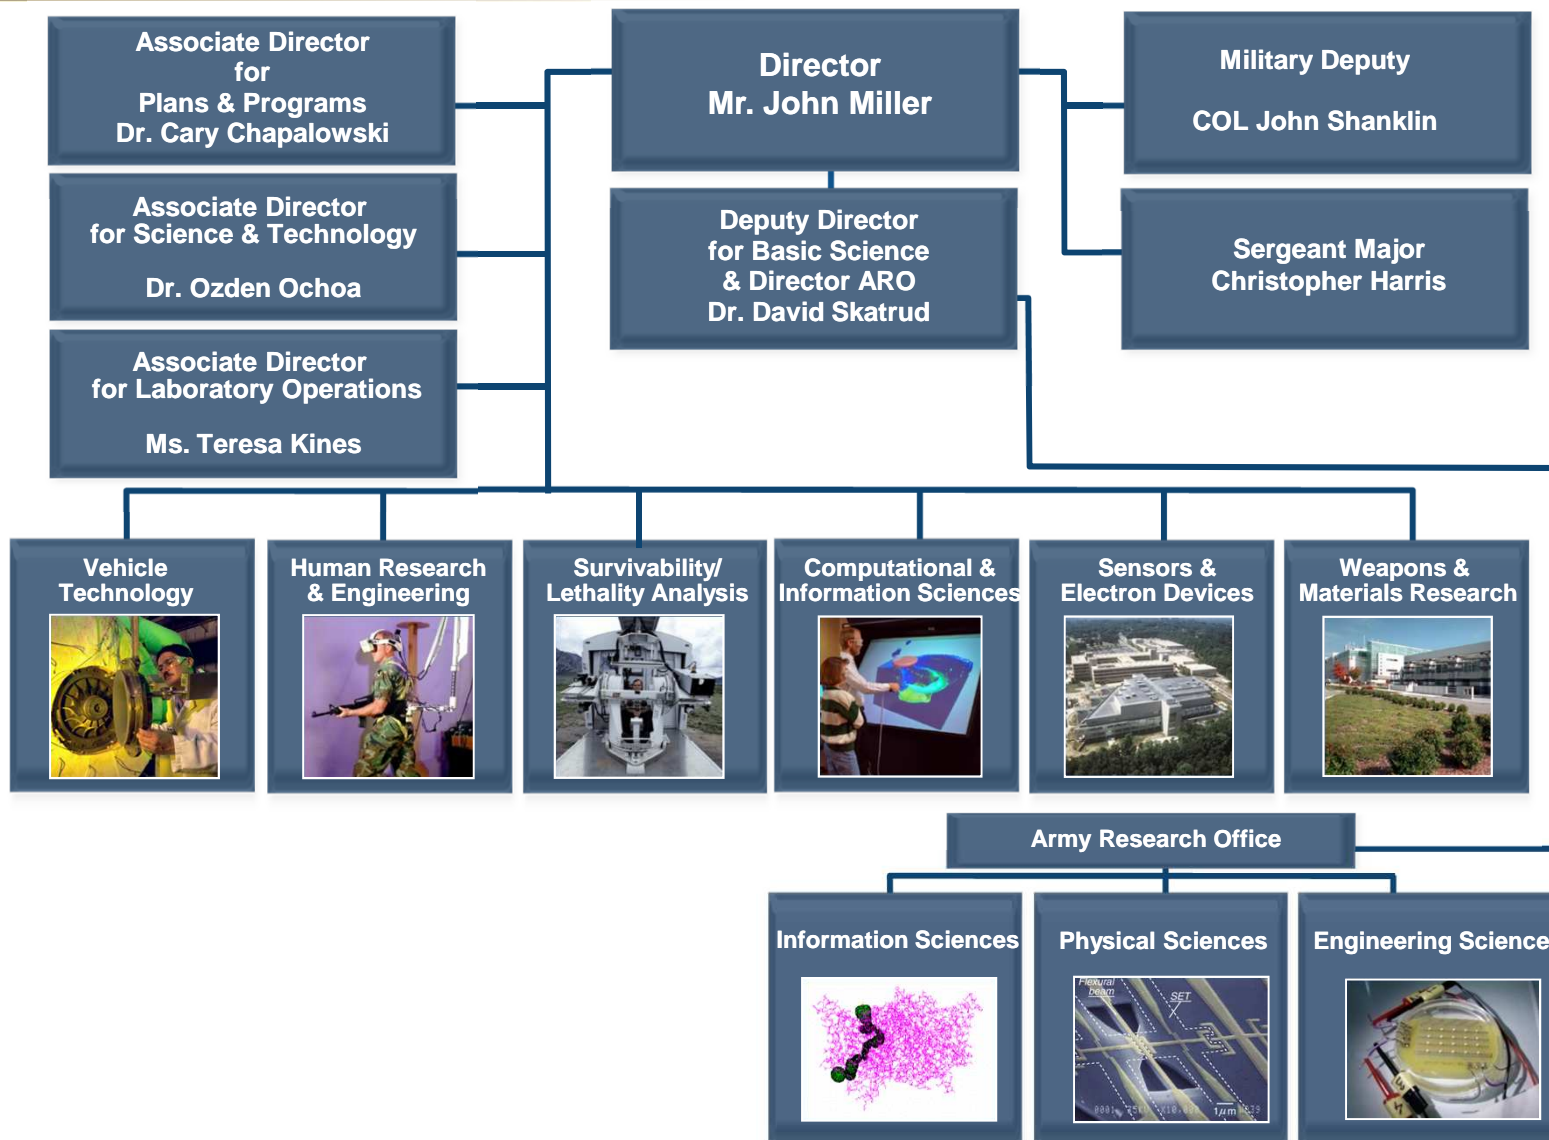 Associate Director
for
Plans & Programs
Dr. Cary Chapalowski
Director
Mr. John Miller
Military Deputy
COL John Shanklin
Associate Director
for Science & Technology
Dr. Ozden Ochoa
Deputy Director
for Basic Science
& Director ARO
Dr. David Skatrud
Sergeant Major
Christopher Harris
Associate Director
for Laboratory Operations
Ms. Teresa Kines
Vehicle
Technology
Human Research
& Engineering
Survivability/
Lethality Analysis
Computational &
Information Sciences
Sensors &
Electron Devices
Weapons &
Materials Research
Army Research Office
Information Sciences
Physical Sciences
Engineering Science
Flexural
beam
SET
0001
1µm